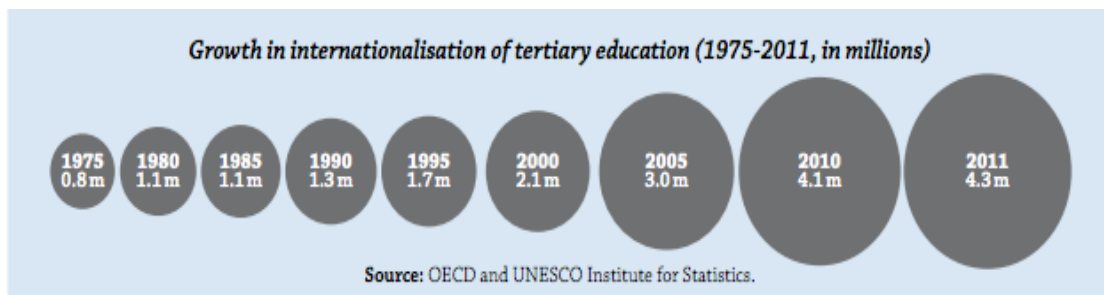 Growth in internationalisation of tertiary education (1975-2011, in millions)
1975 1980 1985 1990 1995 2000 2005 2010 2011
0.8 m 1.1 m 1.1 m 1.3 m 1.7 m 2.1 m 3.0 m 4.1 m 4.3 m
Source: OECD and UNESCO Institute for Statistics.